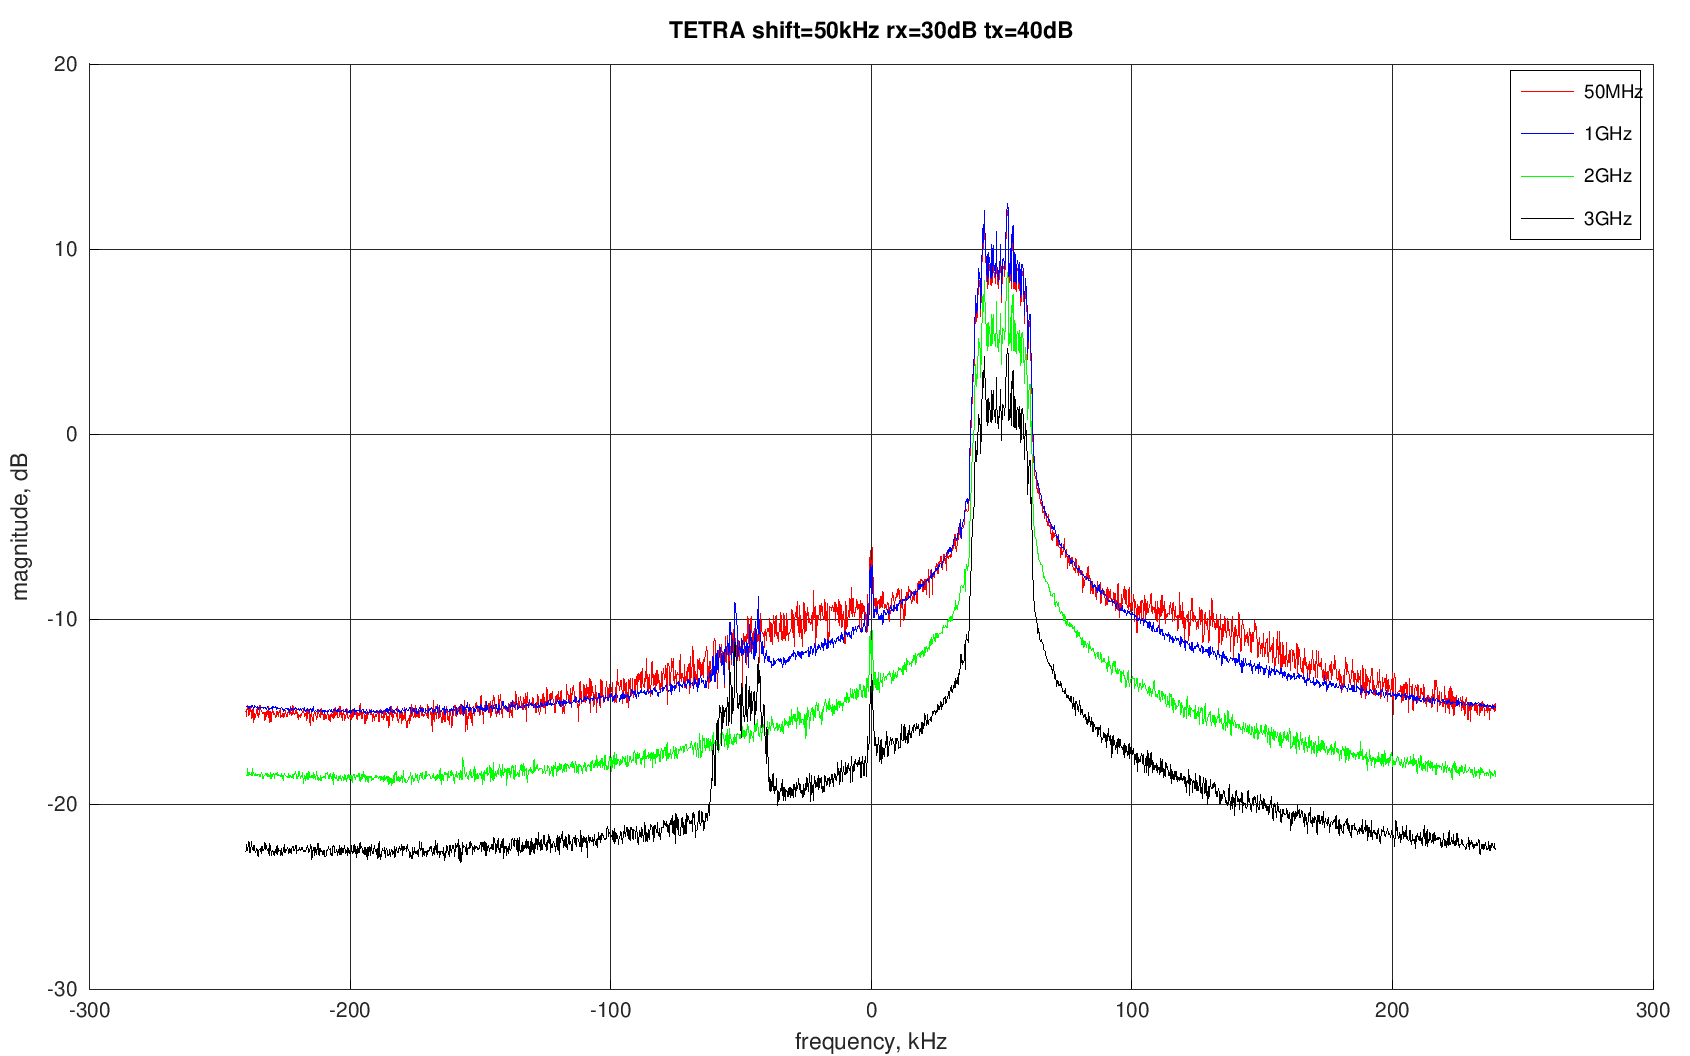 TETRA shift=50kHz rx=30dB tx=40dB
20
10
0
-10
-20
-30
magnitude, dB
-300
-200
-100
0
100
200
300
frequency, kHz
50MHz
1GHz
2GHz
3GHz